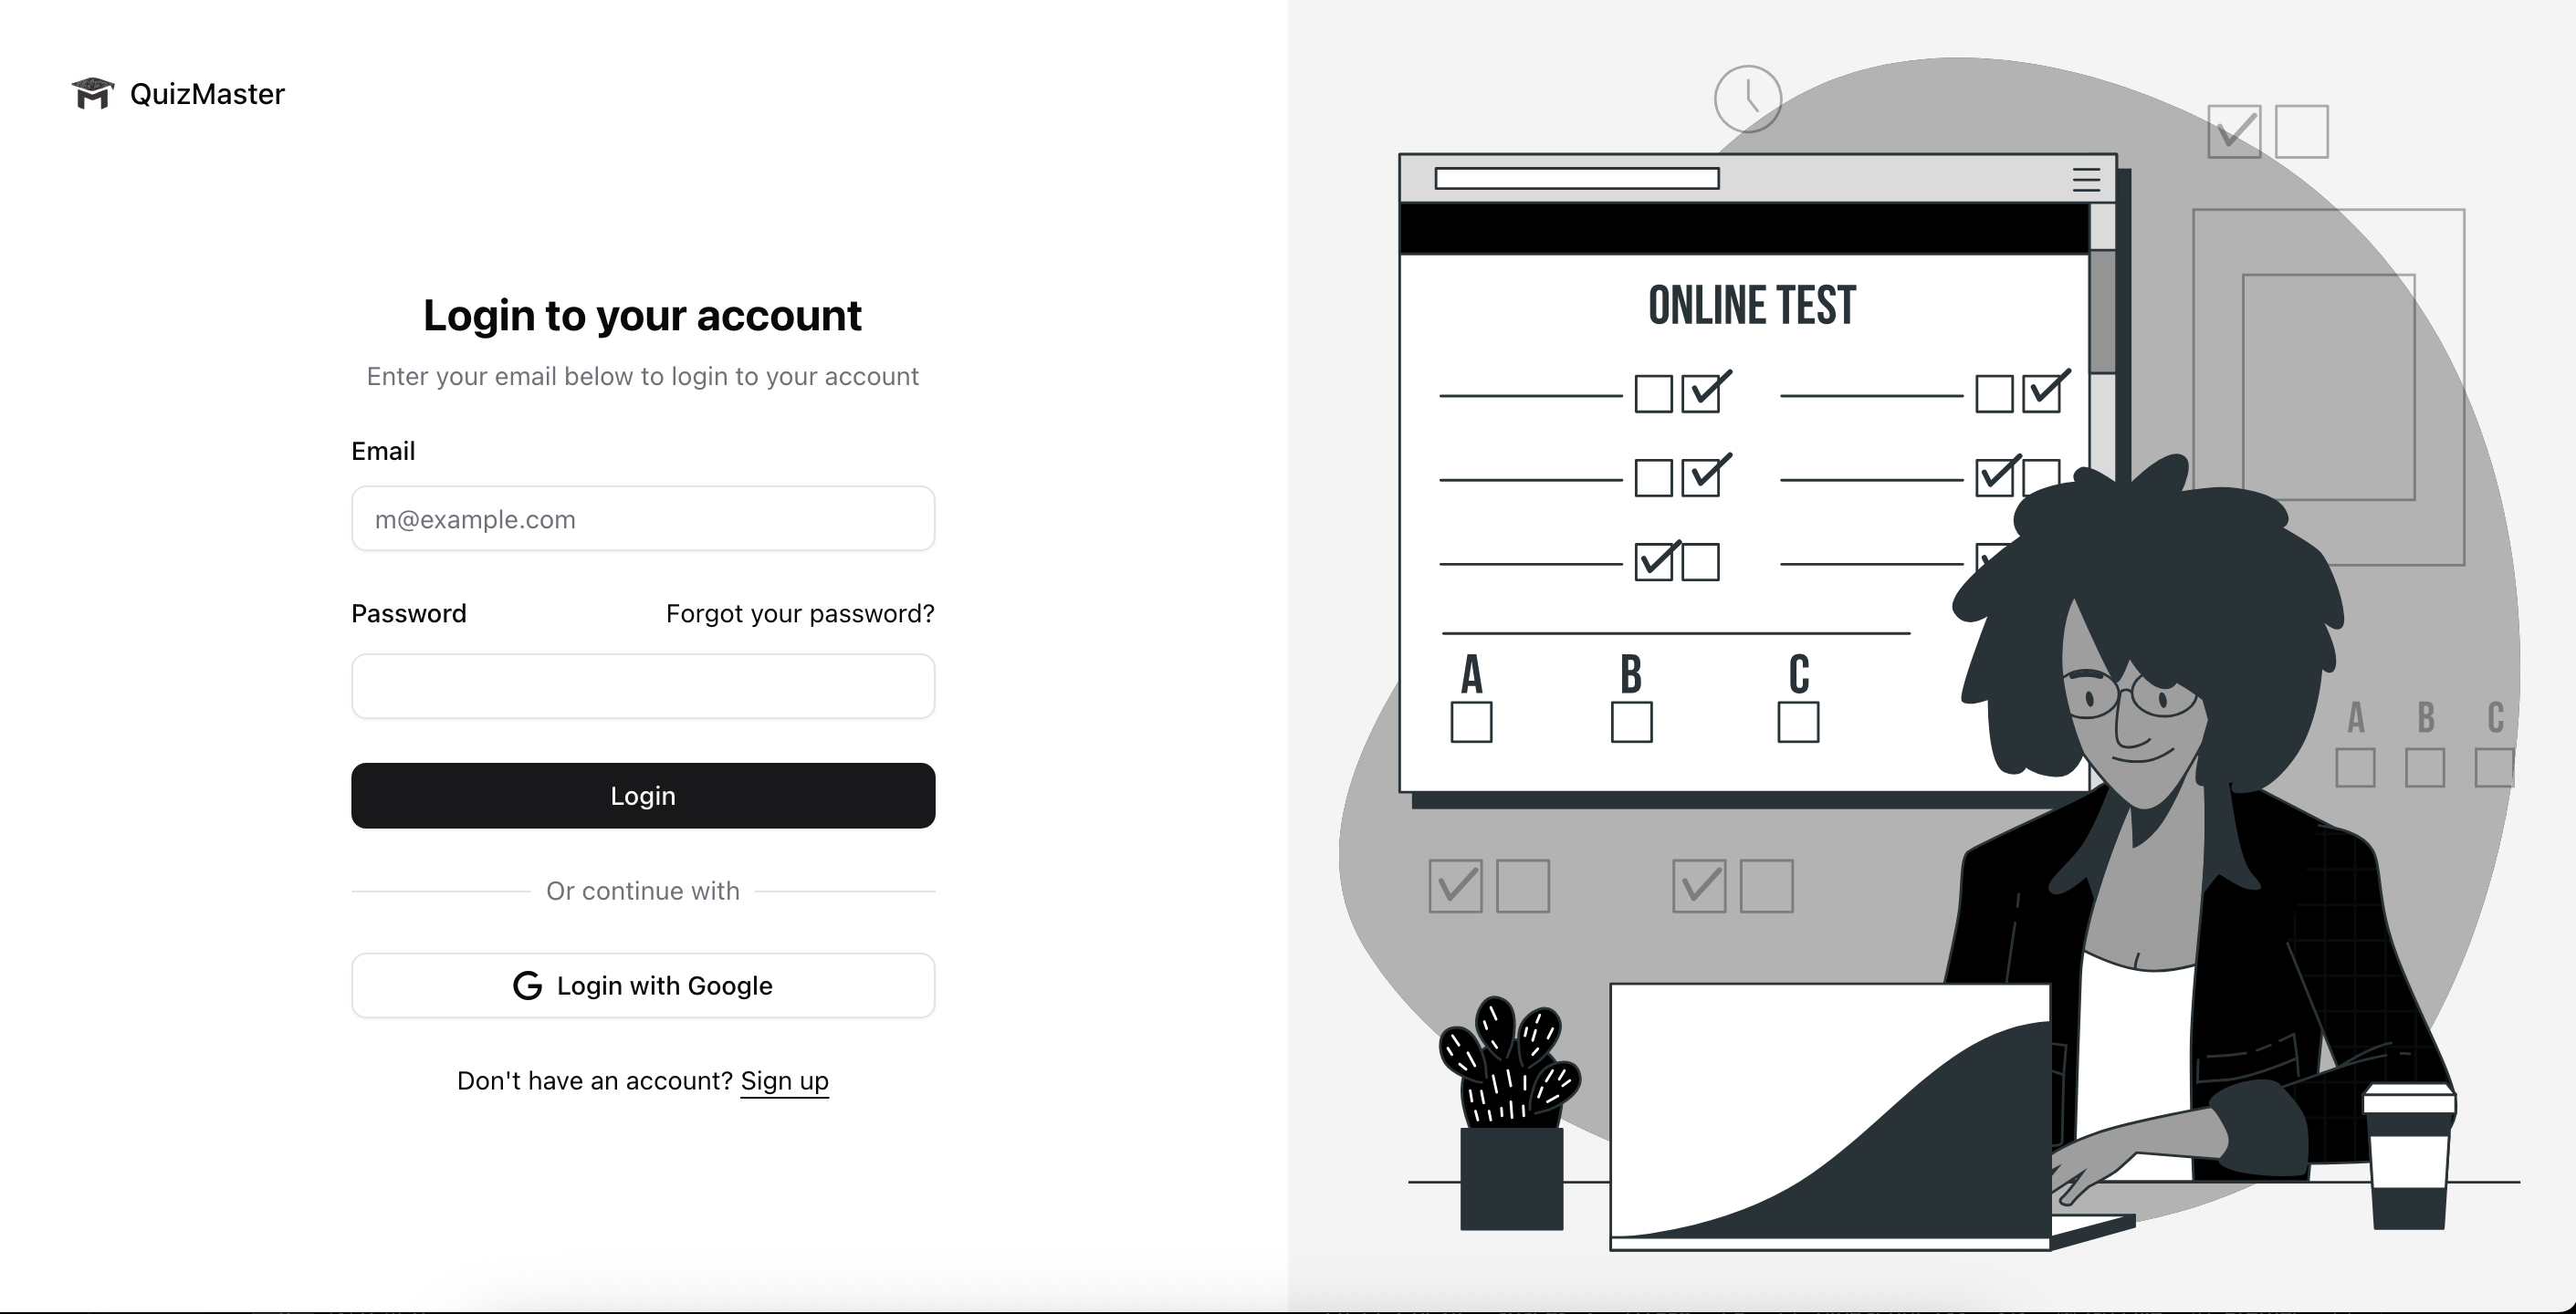 QuizMaster
Login to your account
Enter your email below to login to your account
Email
m@example.com
Password Forgot your password?
Login
Or continue with
Login with Google
Don't have an account? Sign up
ONLINE TEST
A B C
A B C